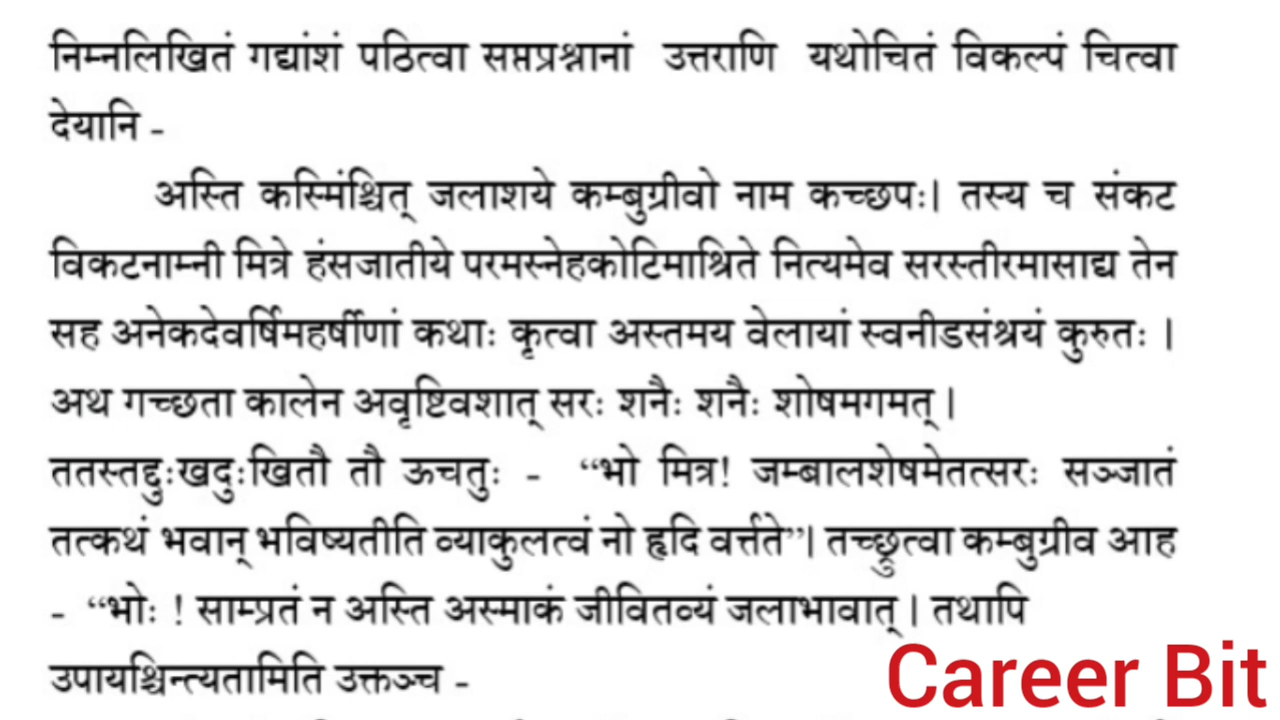 निम्नलिखितं गद्यांशं पठित्वा सप्तप्रश्नानां उत्तराणि यथोचितं विकल्पं चित्वा
देयानि -
अस्ति कस्मिंश्चित् जलाशये कम्बुग्रीवो नाम कच्छपः| तस्य च संकट
विकटनाम्नी मित्रे हंसजातीये परमस्नेहकोटिमाश्रिते नित्यमेव सरस्तीरमासाद्य तेन
सह अनेकदेवर्षिमहर्षीणां कथाः कृत्वा अस्तमय वेलायां स्वनीडसंश्रयं कुरुतः |
अथ गच्छता कालेन अवृष्टिवशात् सरः शनैः शनैः शोषमगमत् |
ततस्तद्दुःखदुःखितौ तौ ऊचतुः - “भो मित्र! जम्बालशेषमेतत्सरः सञ्जातं
तत्कथं भवान् भविष्यतीति व्याकुलत्वं नो हृदि वर्त्तते”| तच्छ्रुत्वा कम्बुग्रीव आह
- “भोः ! साम्प्रतं न अस्ति अस्माकं जीवितव्यं जलाभावात् | तथापि
उपायश्चिन्त्यतामिति उक्तञ्च -
Career Bit